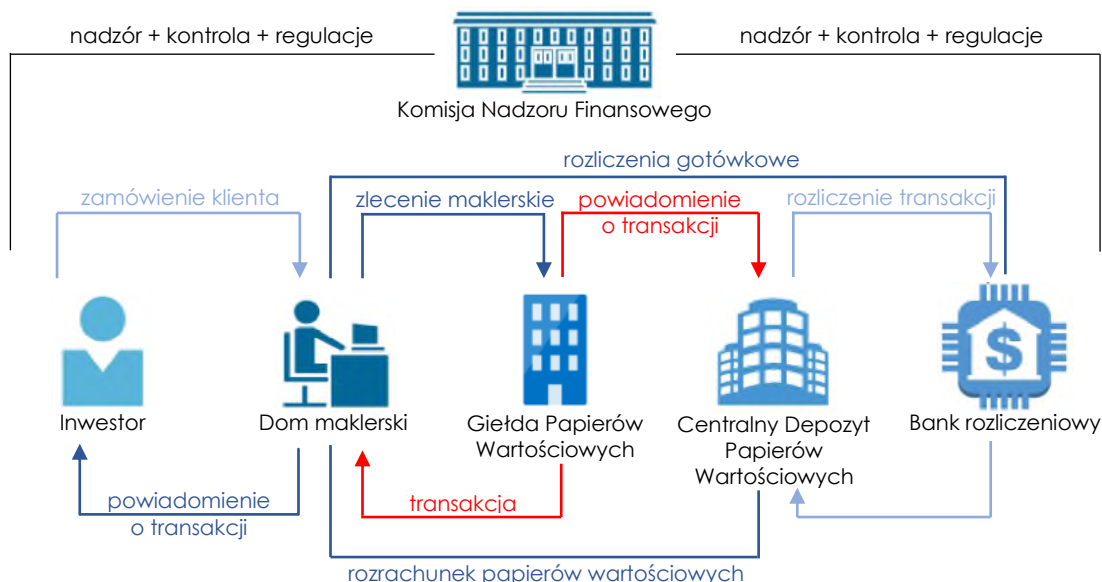 nadzór + kontrola + regulacje
nadzór + kontrola + regulacje
Komisja Nadzoru Finansowego
rozliczenia gotówkowe
zamówienie klienta
zlecenie maklerskie
powiadomienie
o transakcji
rozliczenie transakcji
$
Inwestor
Dom maklerski
Giełda Papierów
Wartościowych
Centralny Depozyt
Papierów
Wartościowych
Bank rozliczeniowy
powiadomienie
o transakcji
transakcja
rozrachunek papierów wartościowych